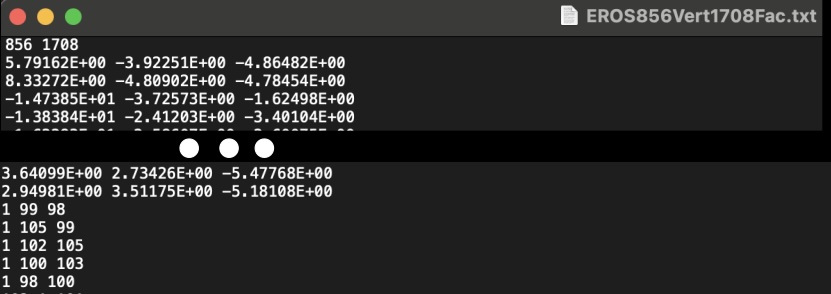 EROS856Vert1708Fac.txt
856 1708
5.79162E+00 -3.92251E+00 -4.86482E+00
8.33272E+00 -4.80902E+00 -4.78454E+00
-1.47385E+01 -3.72573E+00 -1.62498E+00
-1.38384E+01 -2.41203E+00 -3.40104E+00
3.64099E+00 2.73426E+00 -5.47768E+00
2.94981E+00 3.51175E+00 -5.18108E+00
1 99 98
1 105 99
1 102 105
1 100 103
1 98 100